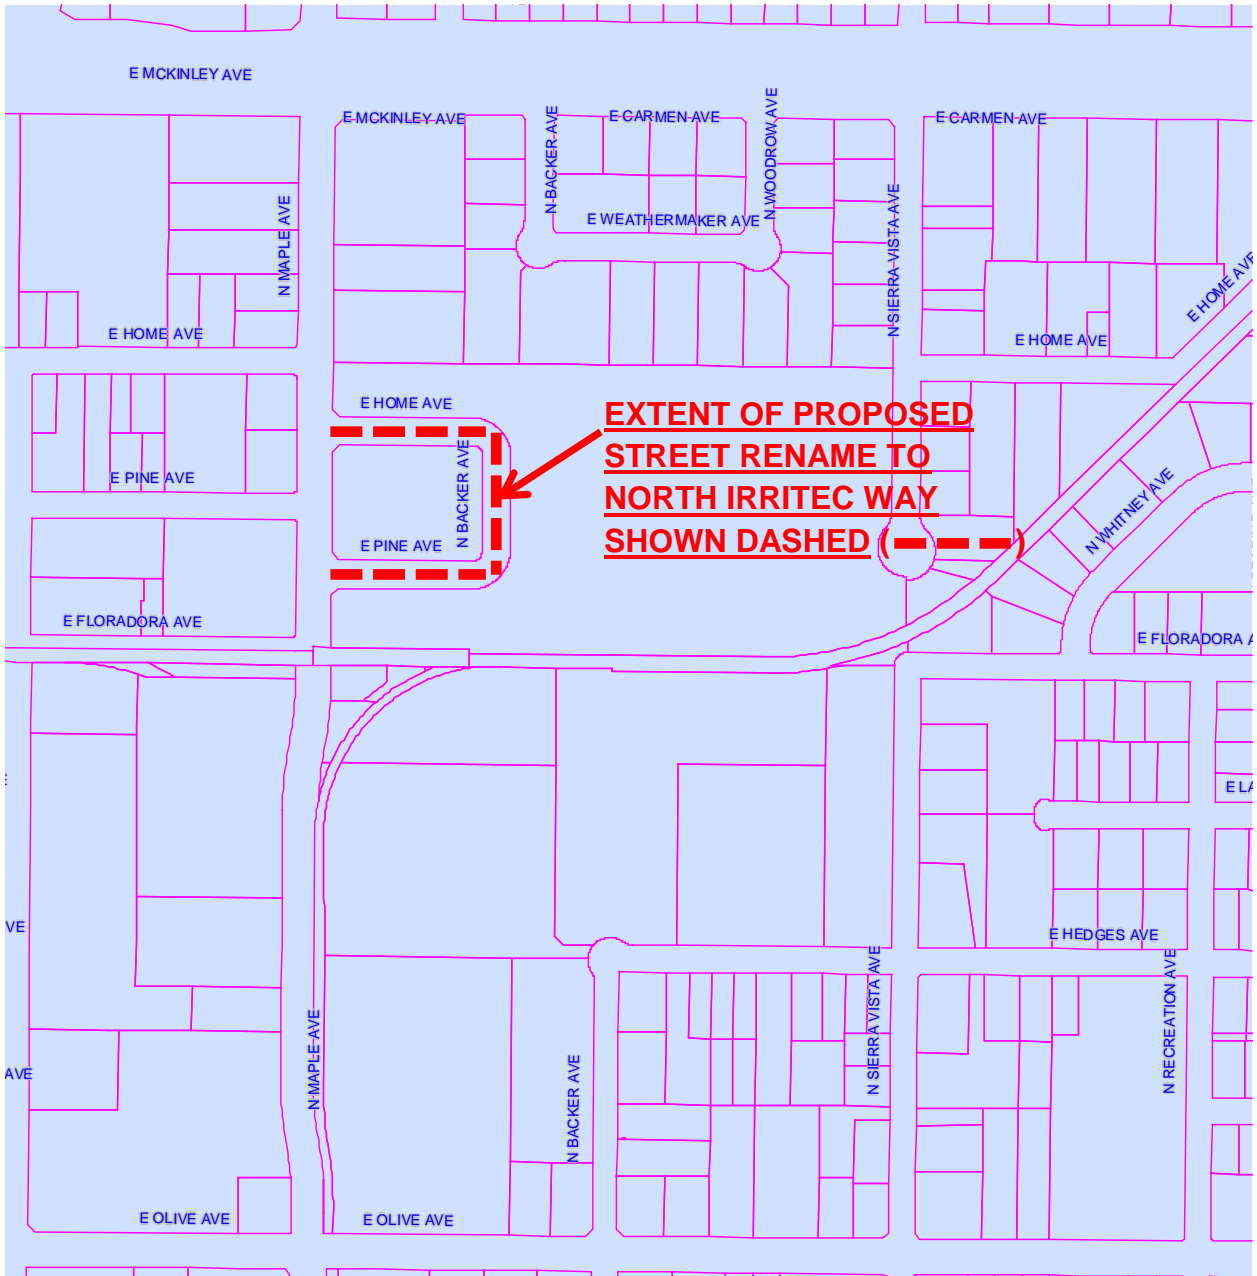 E MCKINLEY AVE
E MCKINLEY AVE
E CARMEN AVE
E CARMEN AVE
N BACKER AVE
N WOODROW AVE
E WEATHERMAKER AVE
N MAPLE AVE
N SIERRA VISTA AVE
E HOME AVE
E HOME AVE
E HOME AVE
E HOME AVE
EXTENT OF PROPOSED
STREET RENAME TO
NORTH IRRITEC WAY
SHOWN DASHED ( )
N BACKER AVE
E PINE AVE
E PINE AVE
N WHITNEY AVE
E FLORADORA AVE
E FLORADORA A
E
E LA
VE
E HEDGES AVE
N SIERRA VISTA AVE
N RECREATION AVE
AVE
N MAPLE AVE
N BACKER AVE
E OLIVE AVE
E OLIVE AVE